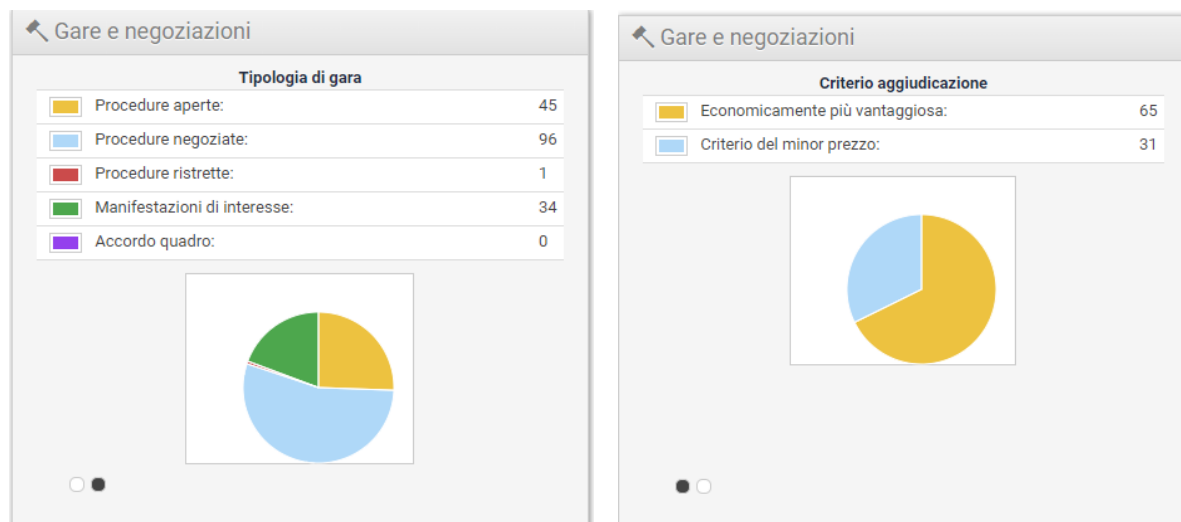 Gare e negoziazioni
Tipologia di gara
Procedure aperte: 45
Procedure negoziate: 96
Procedure ristrette: 1
Manifestazioni di interesse: 34
Accordo quadro: 0
Gare e negoziazioni
Criterio aggiudicazione
Economicamente più vantaggiosa: 65
Criterio del minor prezzo: 31